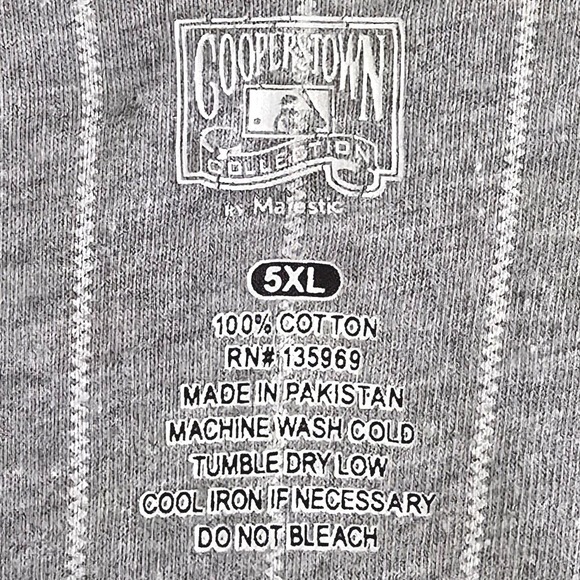 COOPERSTOWN
COLLECTION
By Majestic
5XL
100% COTTON
RN# 135969
MADE IN PAKISTAN
MACHINE WASH COLD
TUMBLE DRY LOW
COOL IRON IF NECESSARY
DO NOT BLEACH